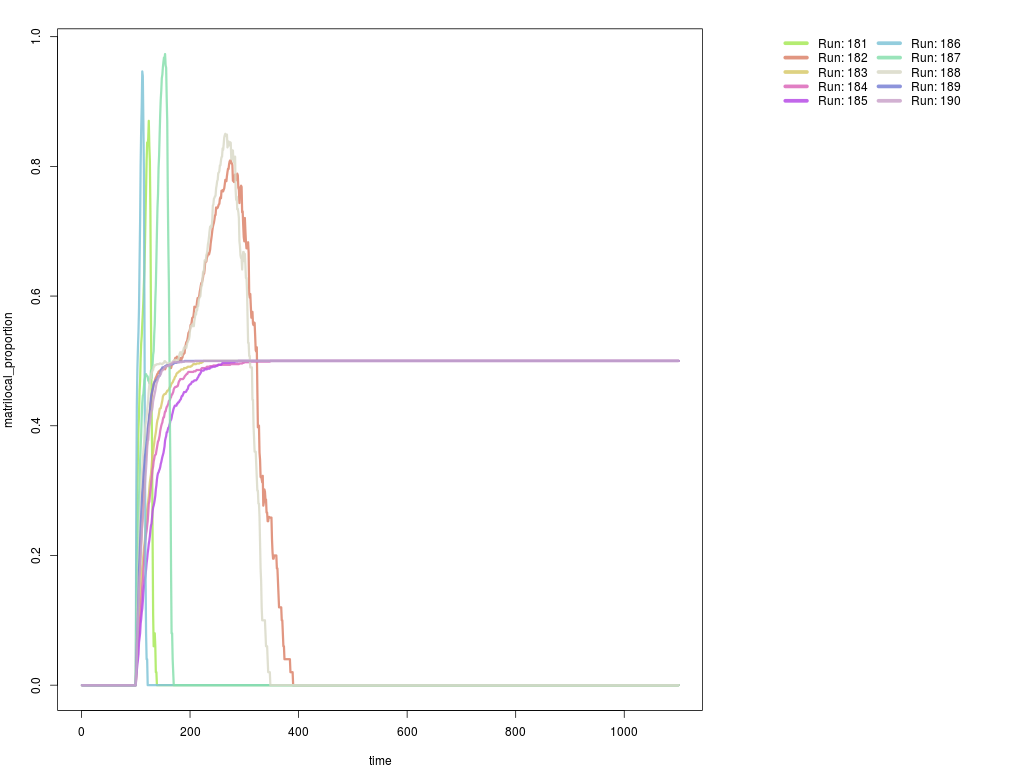 1.0
0.8
0.6
0.4
0.2
0.0
matrilocal_proportion
0 200 400 600 800 1000
time
Run: 181 Run: 186
Run: 182 Run: 187
Run: 183 Run: 188
Run: 184 Run: 189
Run: 185 Run: 190